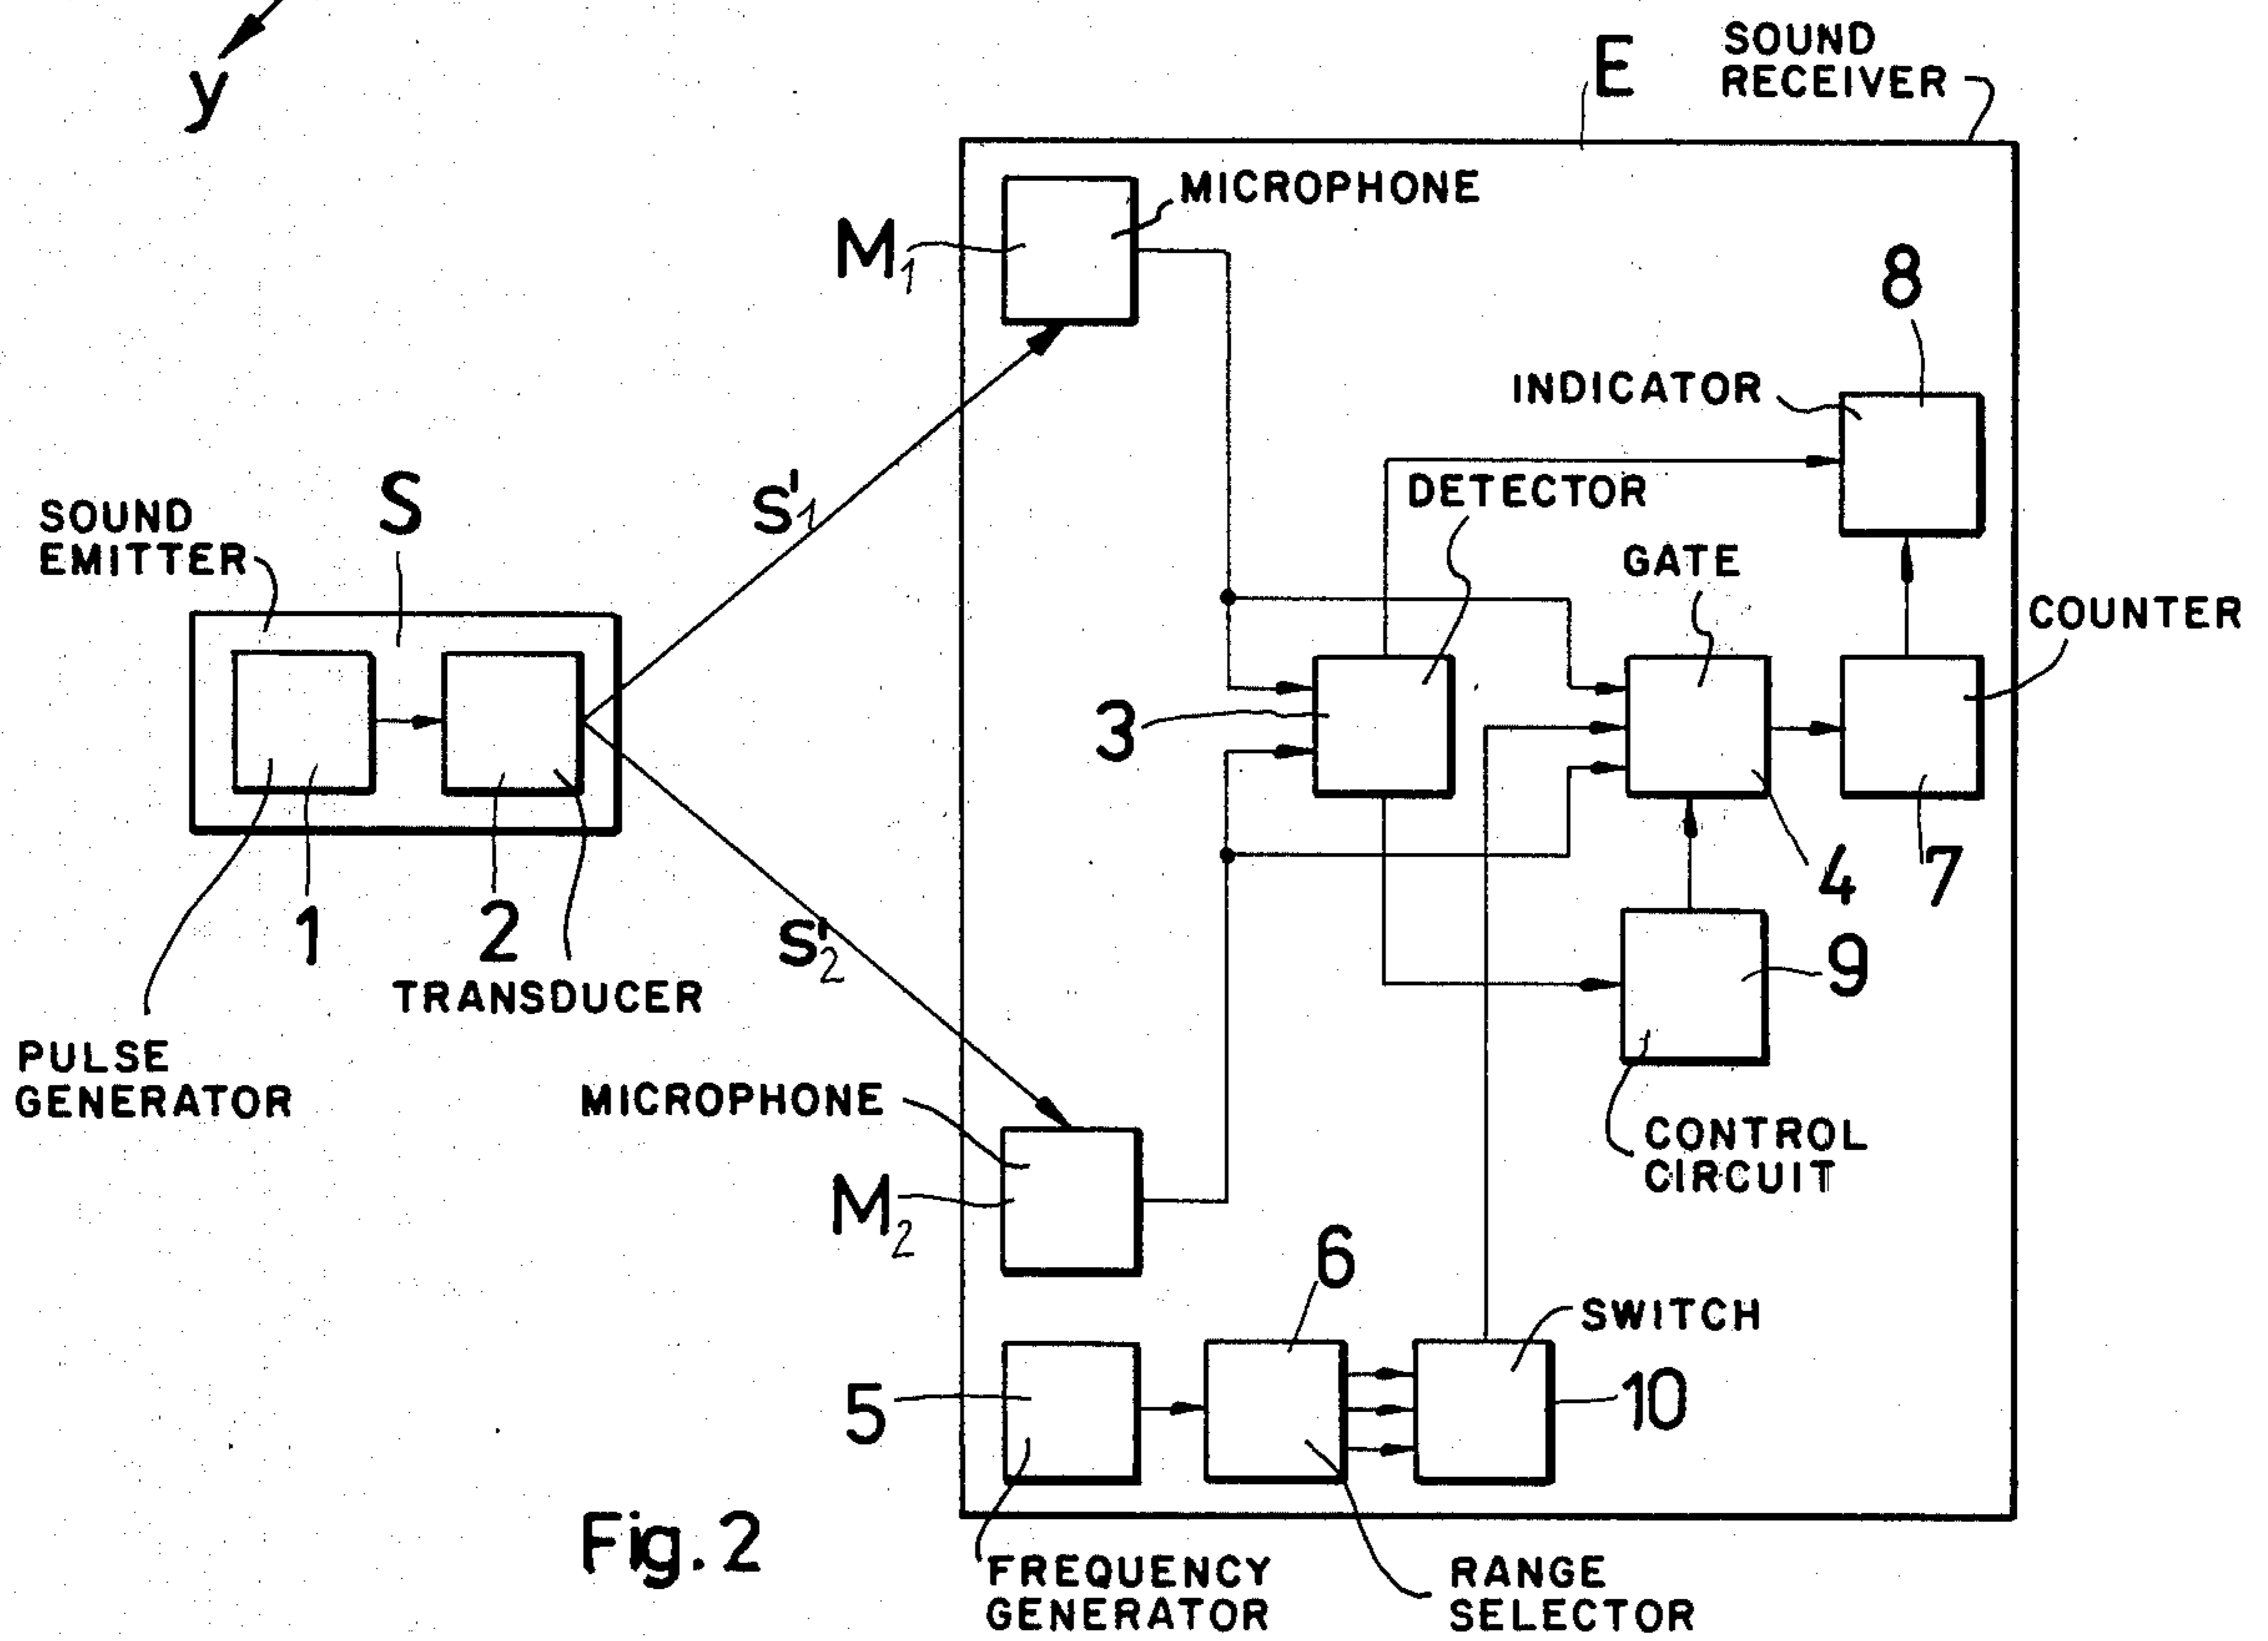 y
E
SOUND
RECEIVER
MICROPHONE
M1
8
INDICATOR
S
S'1
DETECTOR
SOUND
EMITTER
GATE
COUNTER
3
4
7
1
2
S'2
9
TRANSDUCER
PULSE
GENERATOR
MICROPHONE
CONTROL
CIRCUIT
M2
6
SWITCH
5
10
Fig. 2
FREQUENCY
GENERATOR
RANGE
SELECTOR